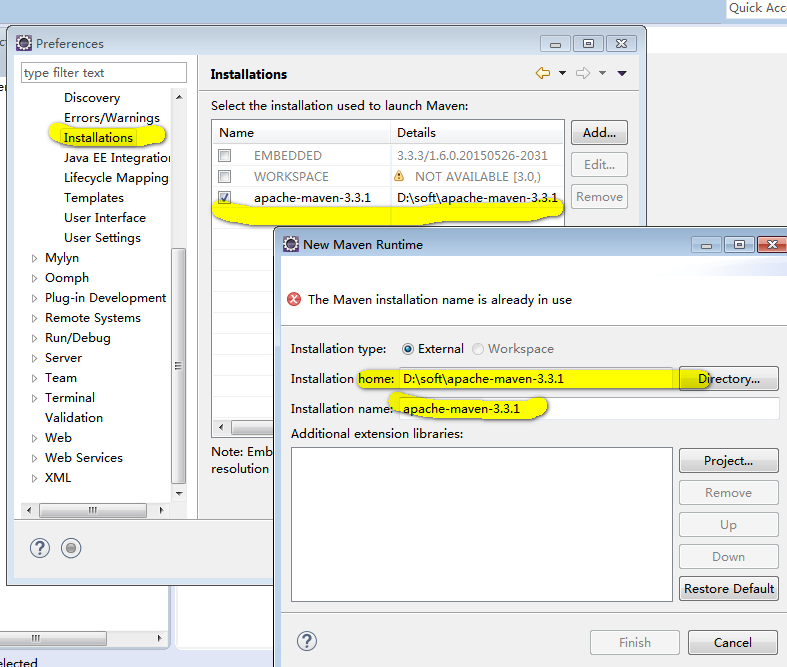 Quick Acc
Preferences
type filter text
Installations
Discovery
Errors/Warnings
Installations
Java EE Integration
Lifecycle Mapping
Templates
User Interface
User Settings
Mylyn
Oomph
Plug-in Development
Remote Systems
Run/Debug
Server
Team
Terminal
Validation
Web
Web Services
XML
Select the installation used to launch Maven:
Name Details
EMBEDDED 3.3.3/1.6.0.20150526-2031
WORKSPACE NOT AVAILABLE [3.0,)
apache-maven-3.3.1 D:\soft\apache-maven-3.3.1
Add...
Edit...
Remove
Note: Emb
resolution
New Maven Runtime
The Maven installation name is already in use
Installation type: External Workspace
Installation home: D:\soft\apache-maven-3.3.1 Directory...
Installation name: apache-maven-3.3.1
Additional extension libraries:
Project...
Remove
Up
Down
Restore Default
Finish Cancel
elected